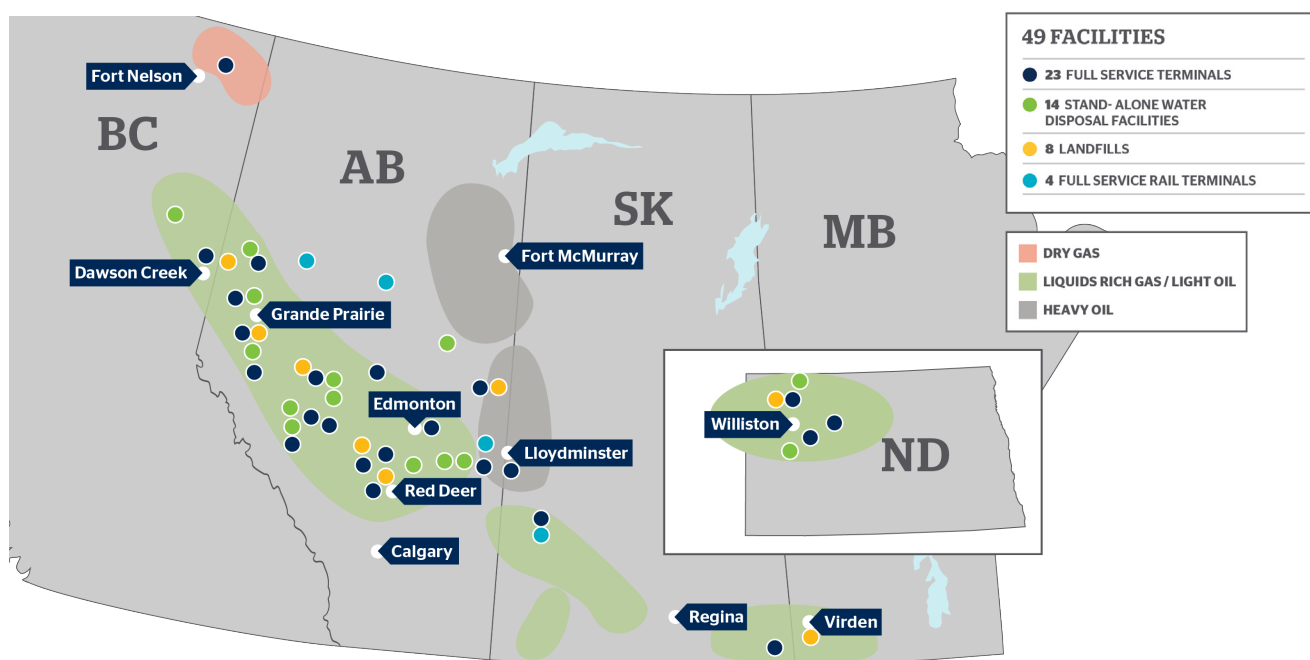 49 FACILITIES
23 FULL SERVICE TERMINALS
14 STAND- ALONE WATER
DISPOSAL FACILITIES
8 LANDFILLS
4 FULL SERVICE RAIL TERMINALS
DRY GAS
LIQUIDS RICH GAS / LIGHT OIL
HEAVY OIL
Fort Nelson
BC
AB
SK
MB
Fort McMurray
Dawson Creek
Grande Prairie
Edmonton
Williston
ND
Lloydminster
Red Deer
Calgary
Regina
Virden